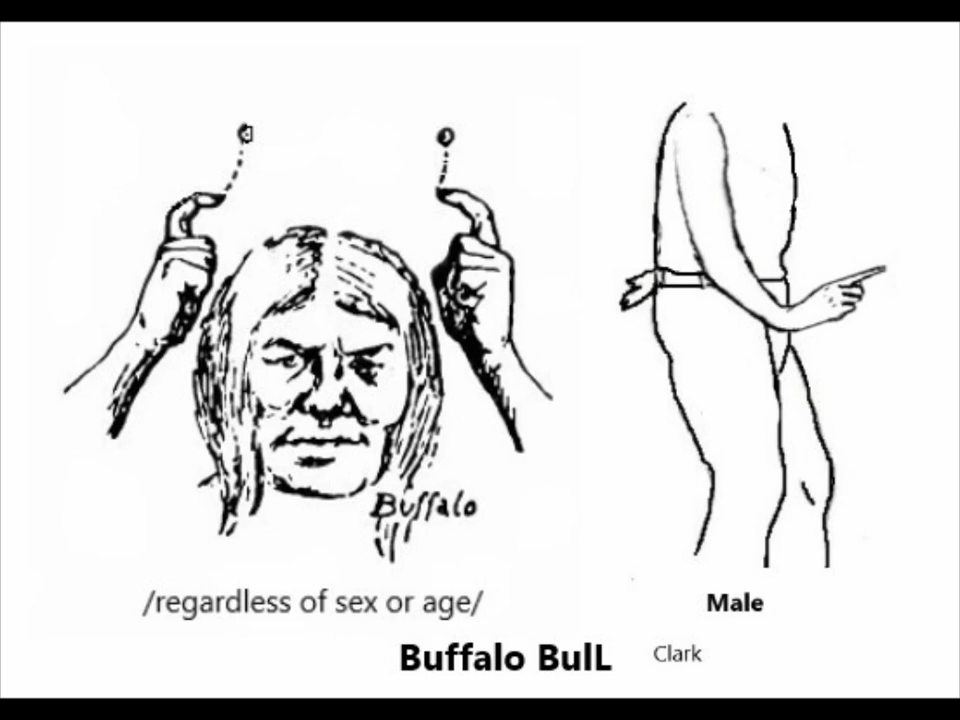 Buffalo
/regardless of sex or age/
Male
Buffalo BulL
Clark